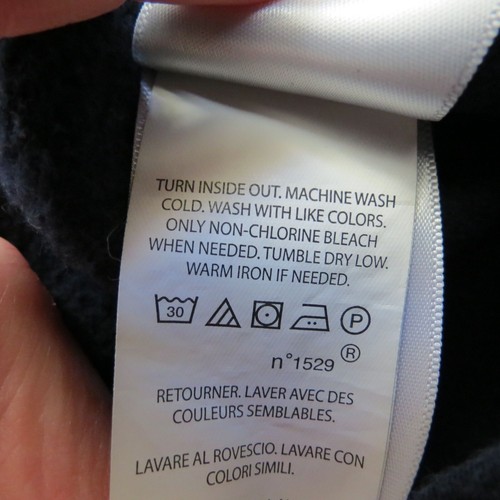 TURN INSIDE OUT. MACHINE WASH
COLD. WASH WITH LIKE COLORS.
ONLY NON-CHLORINE BLEACH
WHEN NEEDED. TUMBLE DRY LOW.
WARM IRON IF NEEDED.
30 P
®
n°1529
RETOURNER. LAVER AVEC DES
COULEURS SEMBLABLES.
LAVARE AL ROVESCIO. LAVARE CON
COLORI SIMILI.